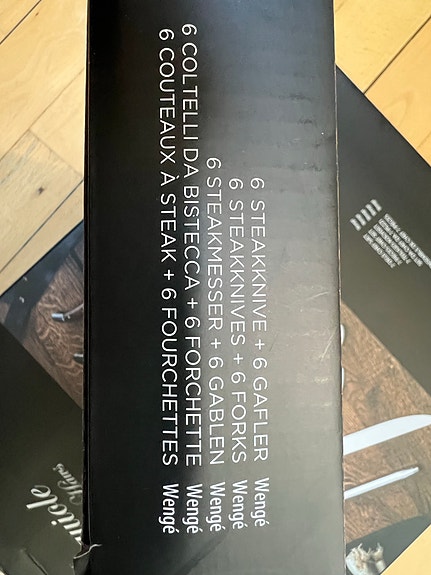 6 STEAKKNIVE + 6 GAFLER Wengé
6 STEAKKNIVES + 6 FORKS Wengé
6 STEAKMESSER + 6 GABLEN Wengé
6 COLTELLI DA BISTECCA + 6 FORCHETTE Wengé
6 COUTEAUX À STEAK + 6 FOURCHETTES Wengé